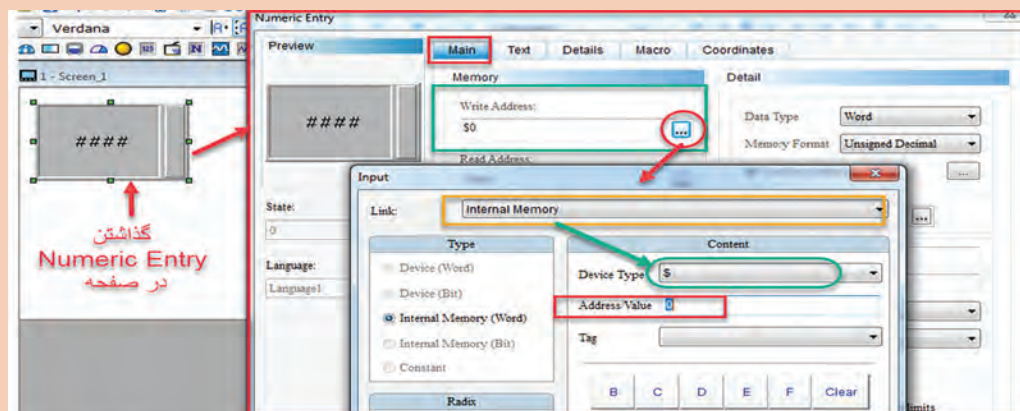 Verdana
1 - Screen_1
####
گذاشتن
Numeric Entry
در صفحه
Numeric Entry
Preview
####
State:
0
Language:
Language1
Main Text Details Macro Coordinates
Memory
Write Address:
$0
...
Read Address:
Detail
Data Type Word
Memory Format Unsigned Decimal
...
...
Input
Link: Internal Memory
Type
Device (Word)
Device (Bit)
Internal Memory (Word)
Internal Memory (Bit)
Constant
Radix
Content
Device Type $
Address/Value 0
Tag
B C D E F Clear
limits